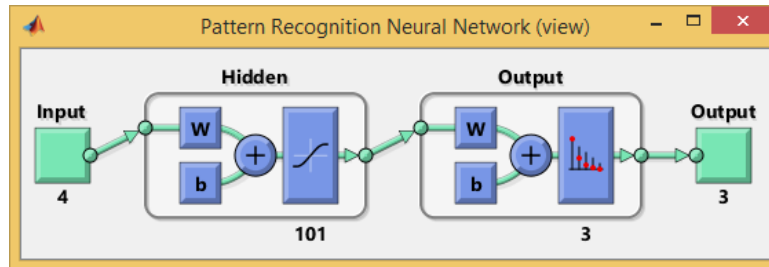 Pattern Recognition Neural Network (view)
Hidden
Output
Input
W
b
W
b
Output
4
101
3
3